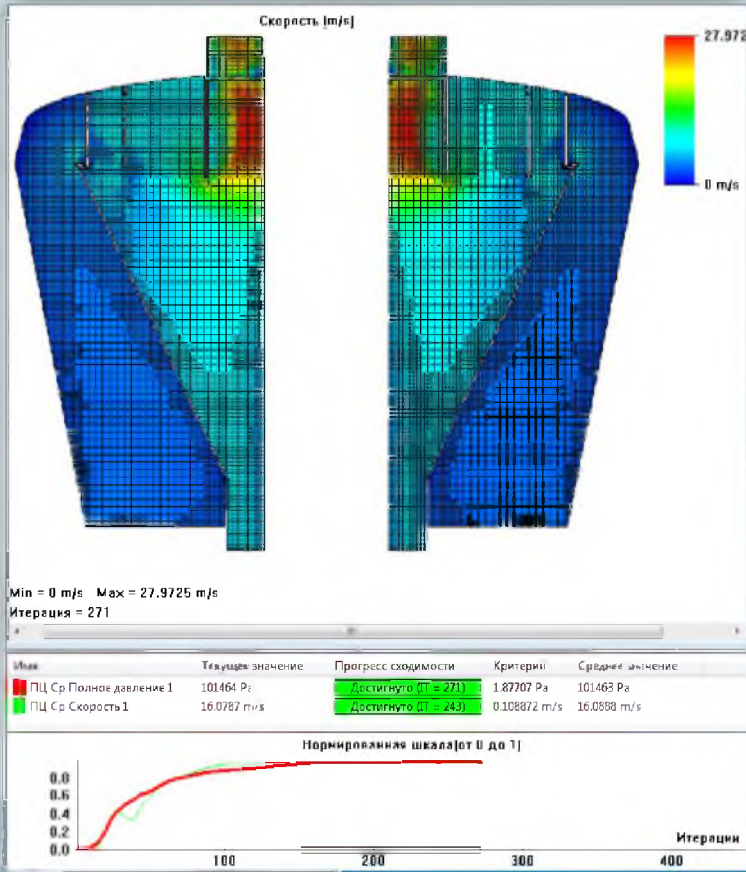 Скорость [m/s]
27.972
0 m/s
Min = 0 m/s Max = 27.9725 m/s
Итерация = 271
Имя Текущее значение Прогресс сходимости Критерии Среднее значение
ПЦ Ср Полное давление 1 101464 Pa Достигнуто (IT = 271) 1.87707 Pa 101463 Pa
ПЦ Ср Скорость 1 16.0787 m/s Достигнуто (IT = 243) 0.108872 m/s 16.0888 m/s
Нормированная шкала[от 0 до 1]
0.8
0.6
0.4
0.2
0.0
Итерации
100 200 300 400